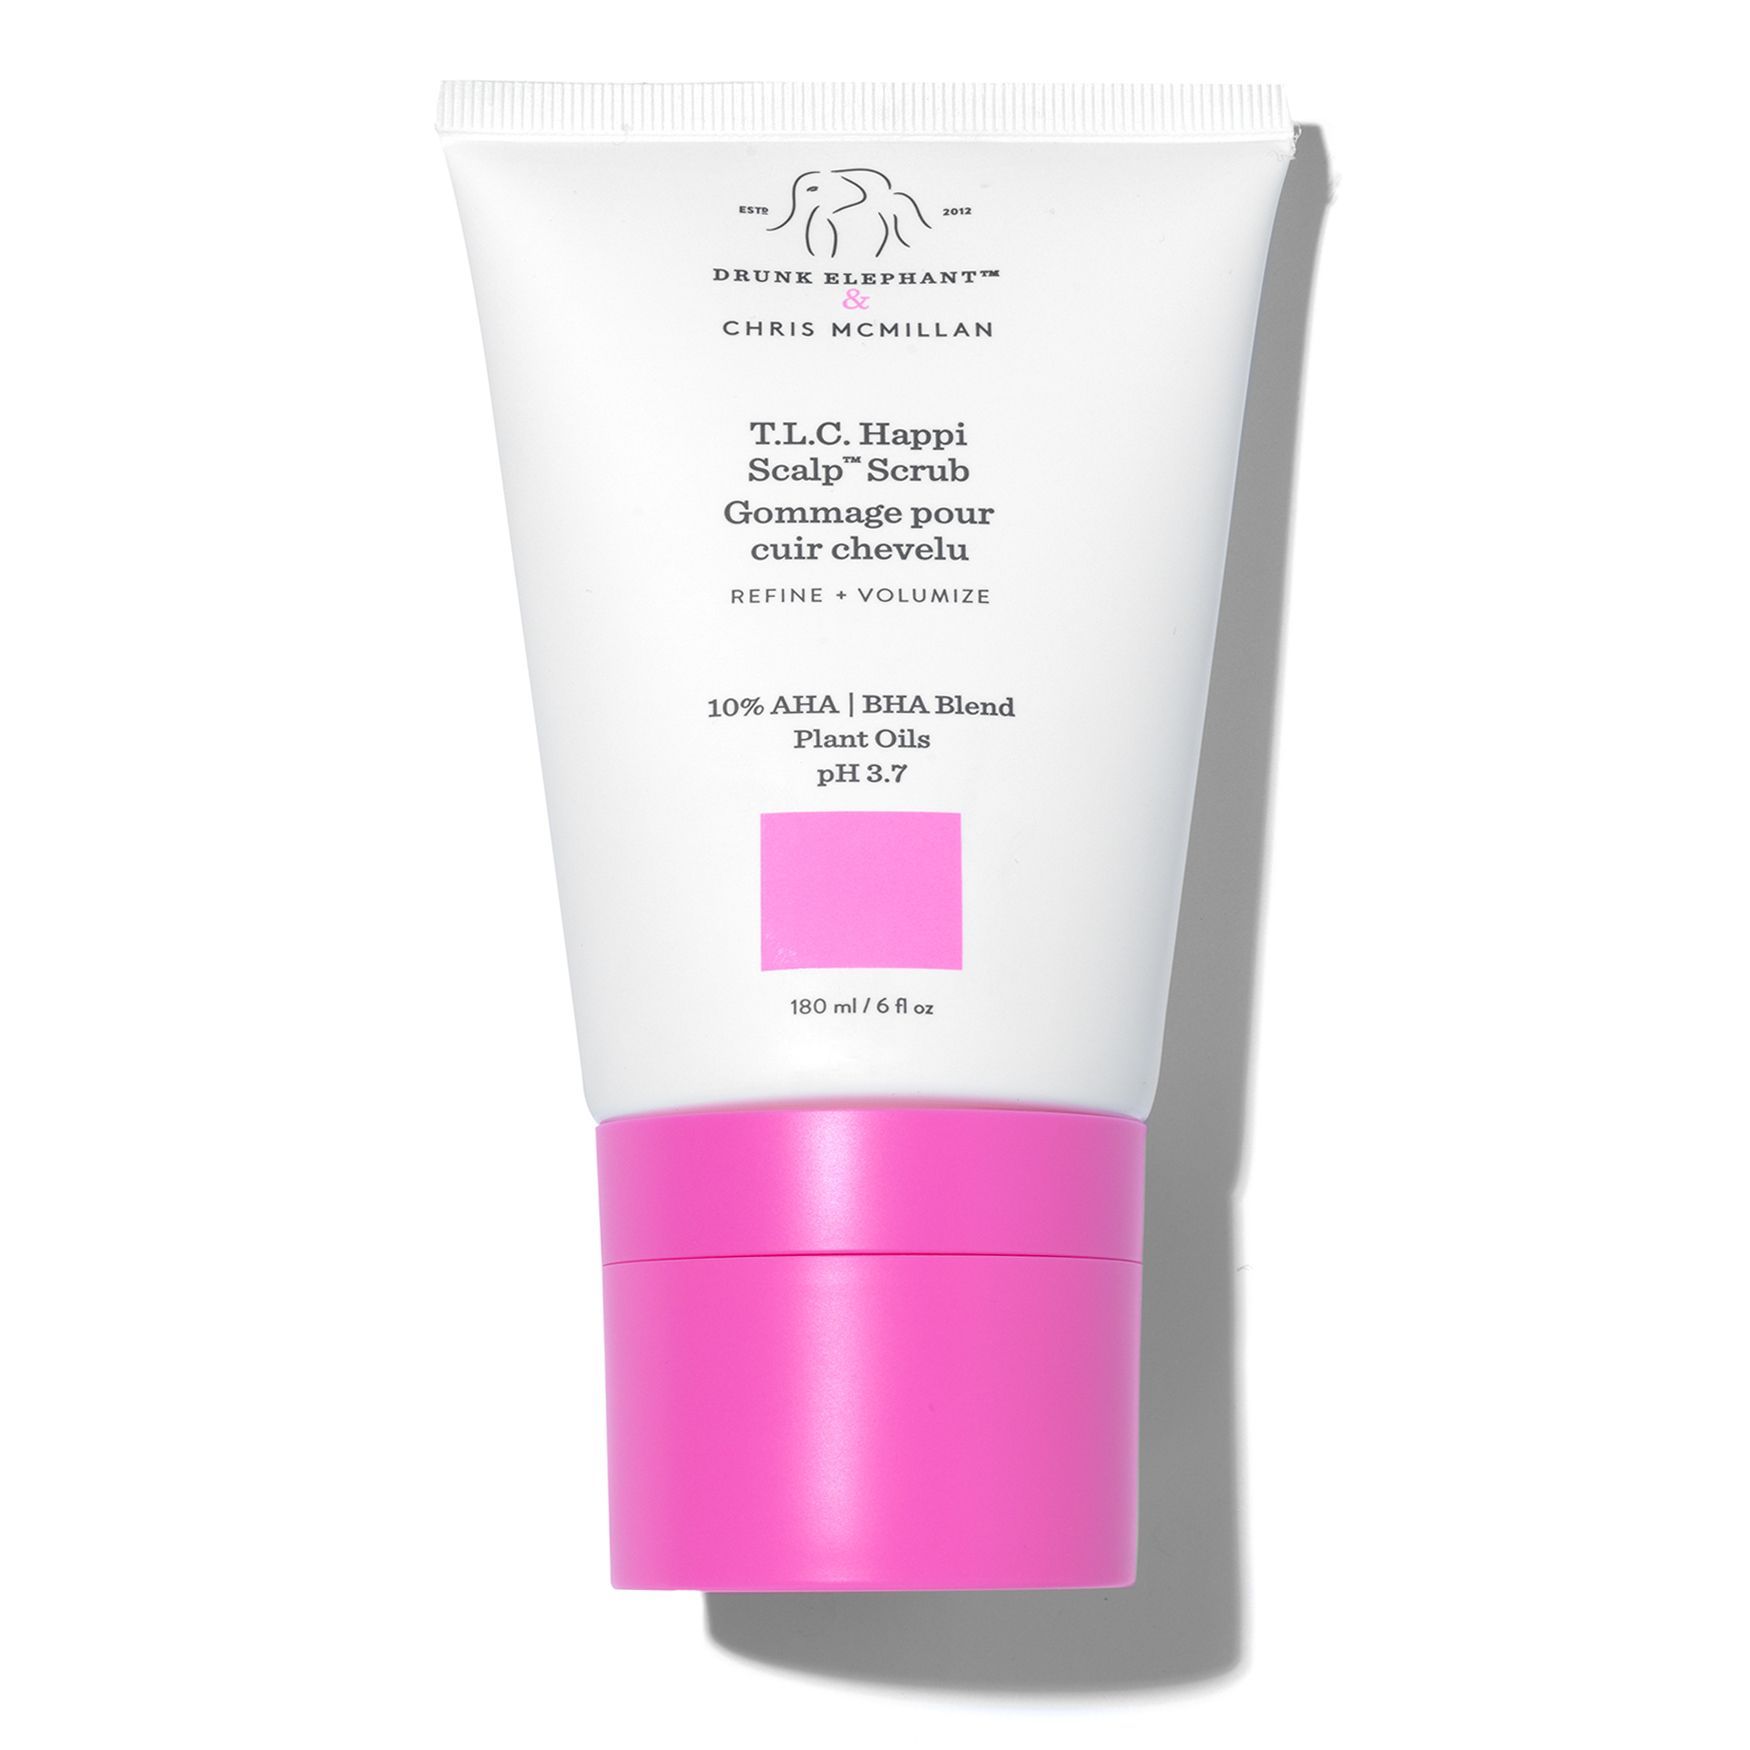 ESTD 2012
DRUNK ELEPHANT™
&
CHRIS MCMILLAN
T.L.C. Happi
Scalp™ Scrub
Gommage pour
cuir chevelu
REFINE + VOLUMIZE
10% AHA | BHA Blend
Plant Oils
pH 3.7
180 ml / 6 fl oz